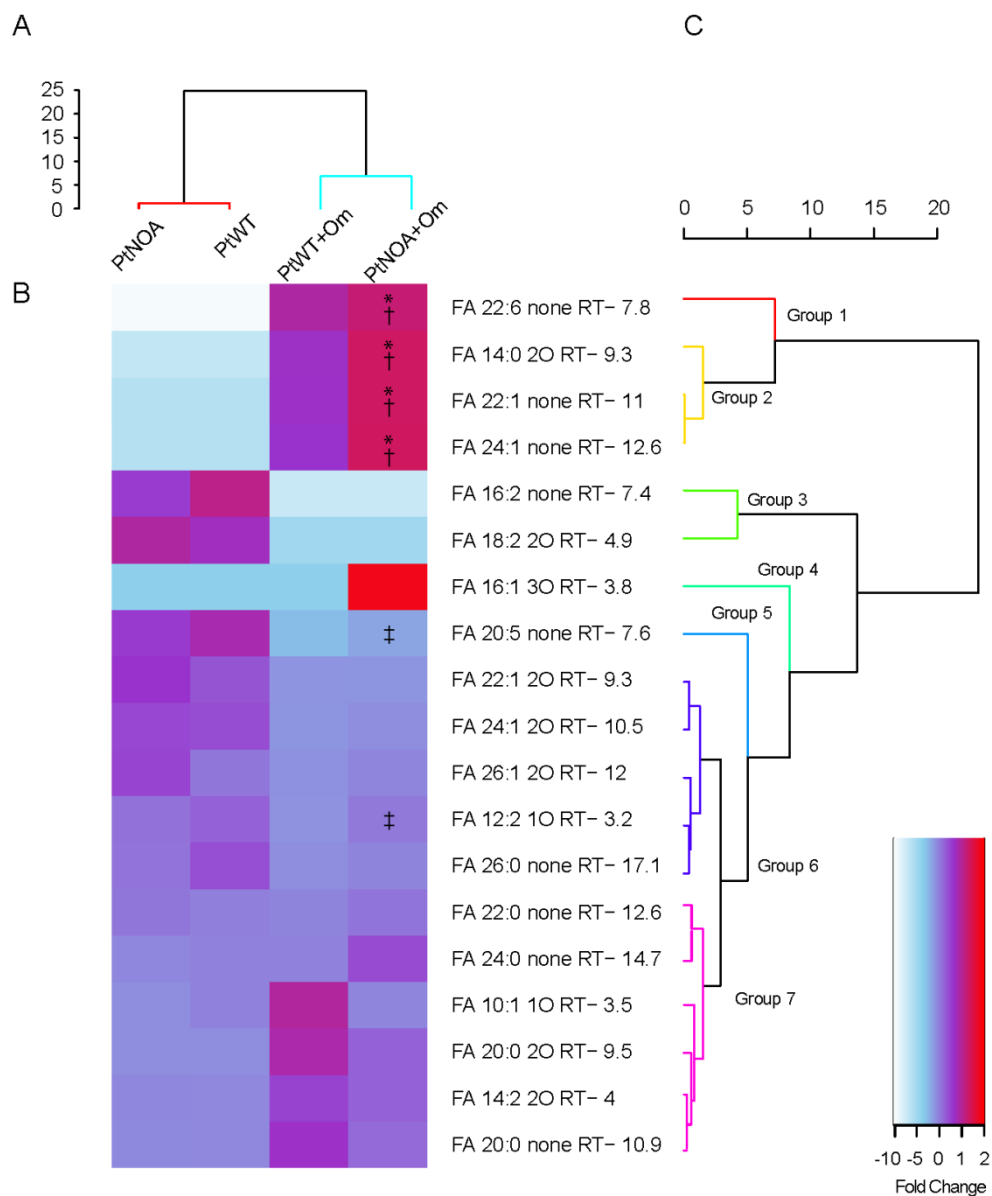 A
C
25
20
15
10
5
0
0 5 10 15 20
PtNOA PtWT PtWT+Om PtNOA+Om
B
* † FA 22:6 none RT− 7.8
Group 1
* † FA 14:0 2O RT− 9.3
* † FA 22:1 none RT− 11
Group 2
* † FA 24:1 none RT− 12.6
FA 16:2 none RT− 7.4
Group 3
FA 18:2 2O RT− 4.9
Group 4
FA 16:1 3O RT− 3.8
Group 5
‡ FA 20:5 none RT− 7.6
FA 22:1 2O RT− 9.3
FA 24:1 2O RT− 10.5
FA 26:1 2O RT− 12
‡ FA 12:2 1O RT− 3.2
FA 26:0 none RT− 17.1
Group 6
FA 22:0 none RT− 12.6
FA 24:0 none RT− 14.7
Group 7
FA 10:1 1O RT− 3.5
FA 20:0 2O RT− 9.5
FA 14:2 2O RT− 4
FA 20:0 none RT− 10.9
-10 -5 0 1 2
Fold Change